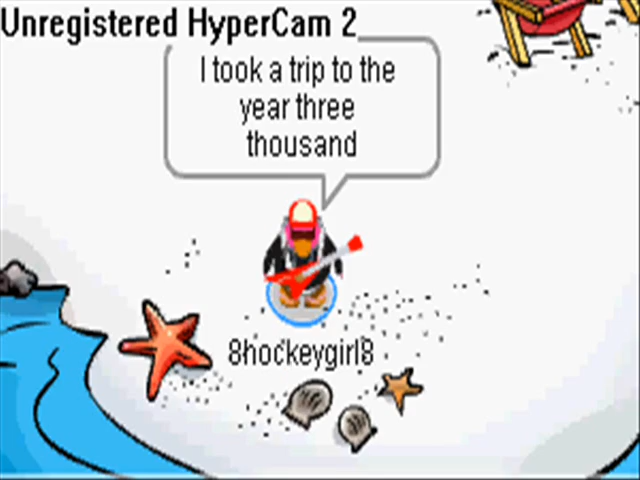 Unregistered HyperCam 2
I took a trip to the
year three
thousand
8hockeygirl8